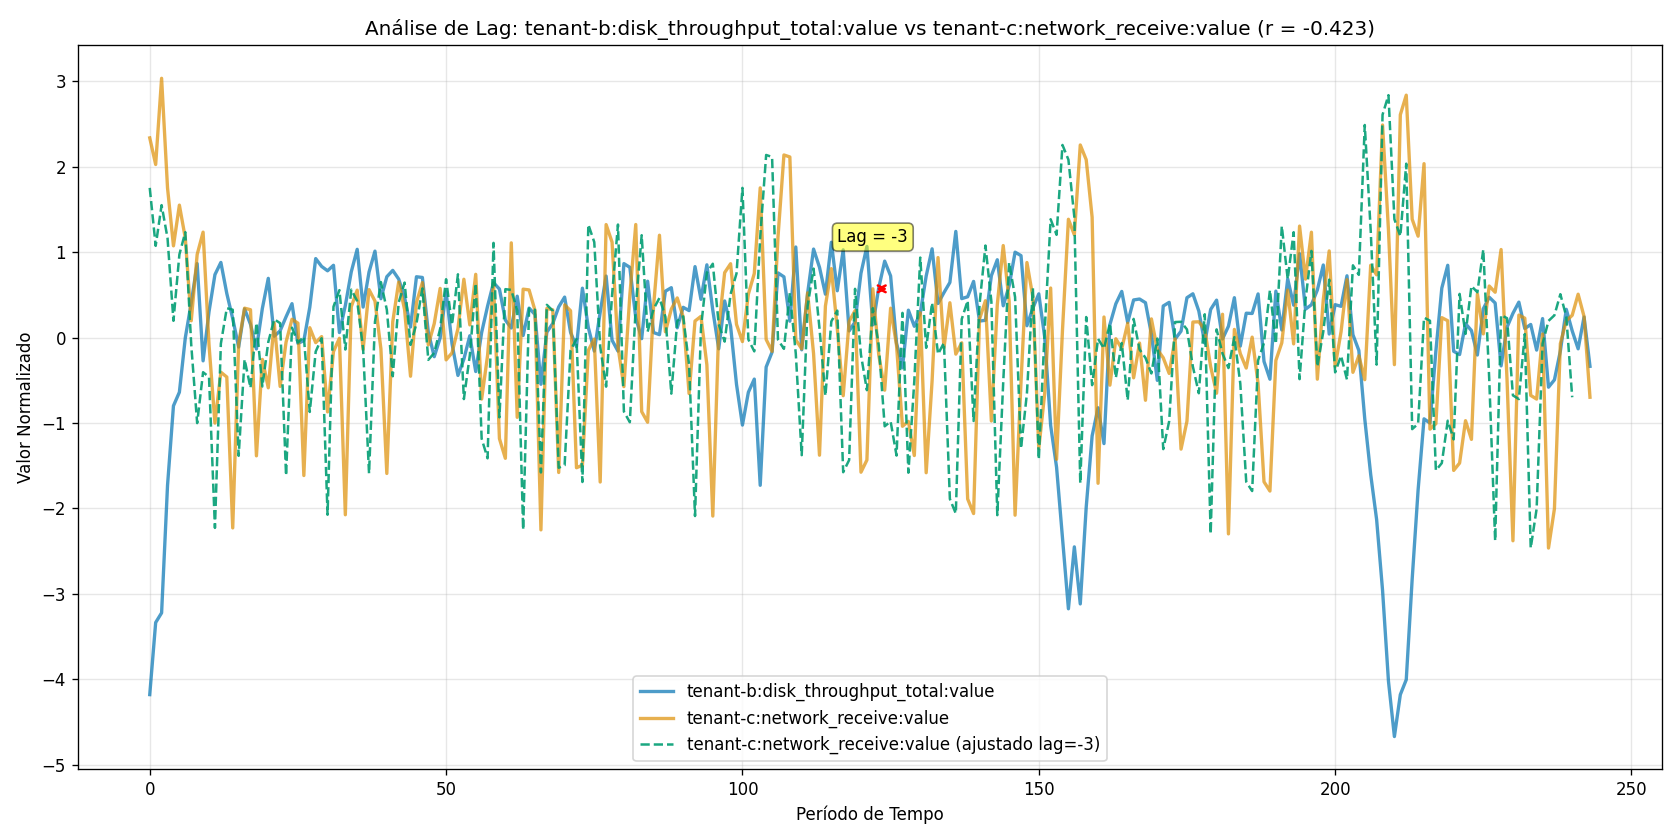 Análise de Lag: tenant-b:disk_throughput_total:value vs tenant-c:network_receive:value (r = -0.423)
Valor Normalizado
3
2
1
0
−1
−2
−3
−4
−5
Lag = -3
tenant-b:disk_throughput_total:value
tenant-c:network_receive:value
tenant-c:network_receive:value (ajustado lag=-3)
0
50
100
150
200
250
Período de Tempo